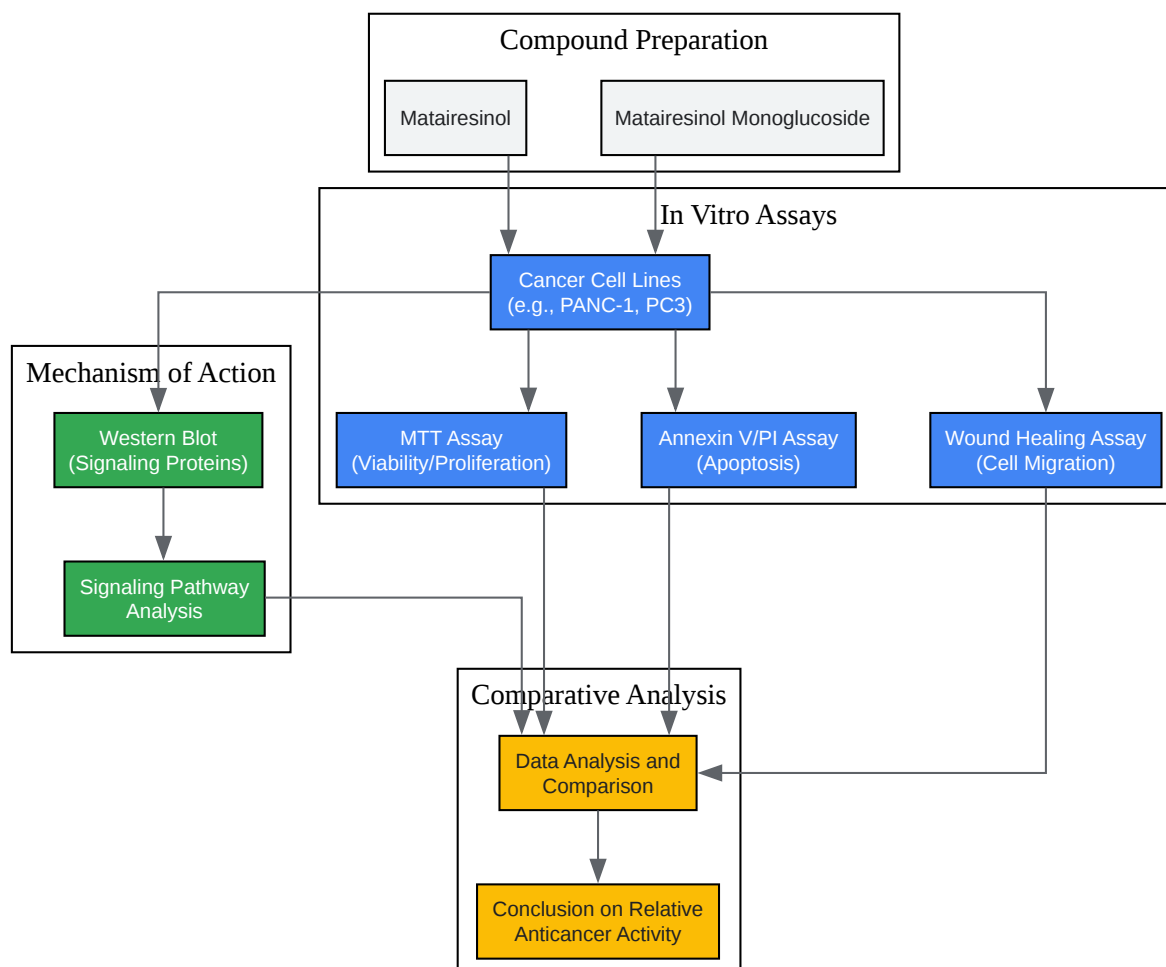 Compound Preparation
Matairesinol
Matairesinol Monoglucoside
In Vitro Assays
Cancer Cell Lines
(e.g., PANC-1, PC3)
Mechanism of Action
Western Blot
(Signaling Proteins)
MTT Assay
(Viability/Proliferation)
Annexin V/PI Assay
(Apoptosis)
Wound Healing Assay
(Cell Migration)
Signaling Pathway
Analysis
Comparative Analysis
Data Analysis and
Comparison
Conclusion on Relative
Anticancer Activity